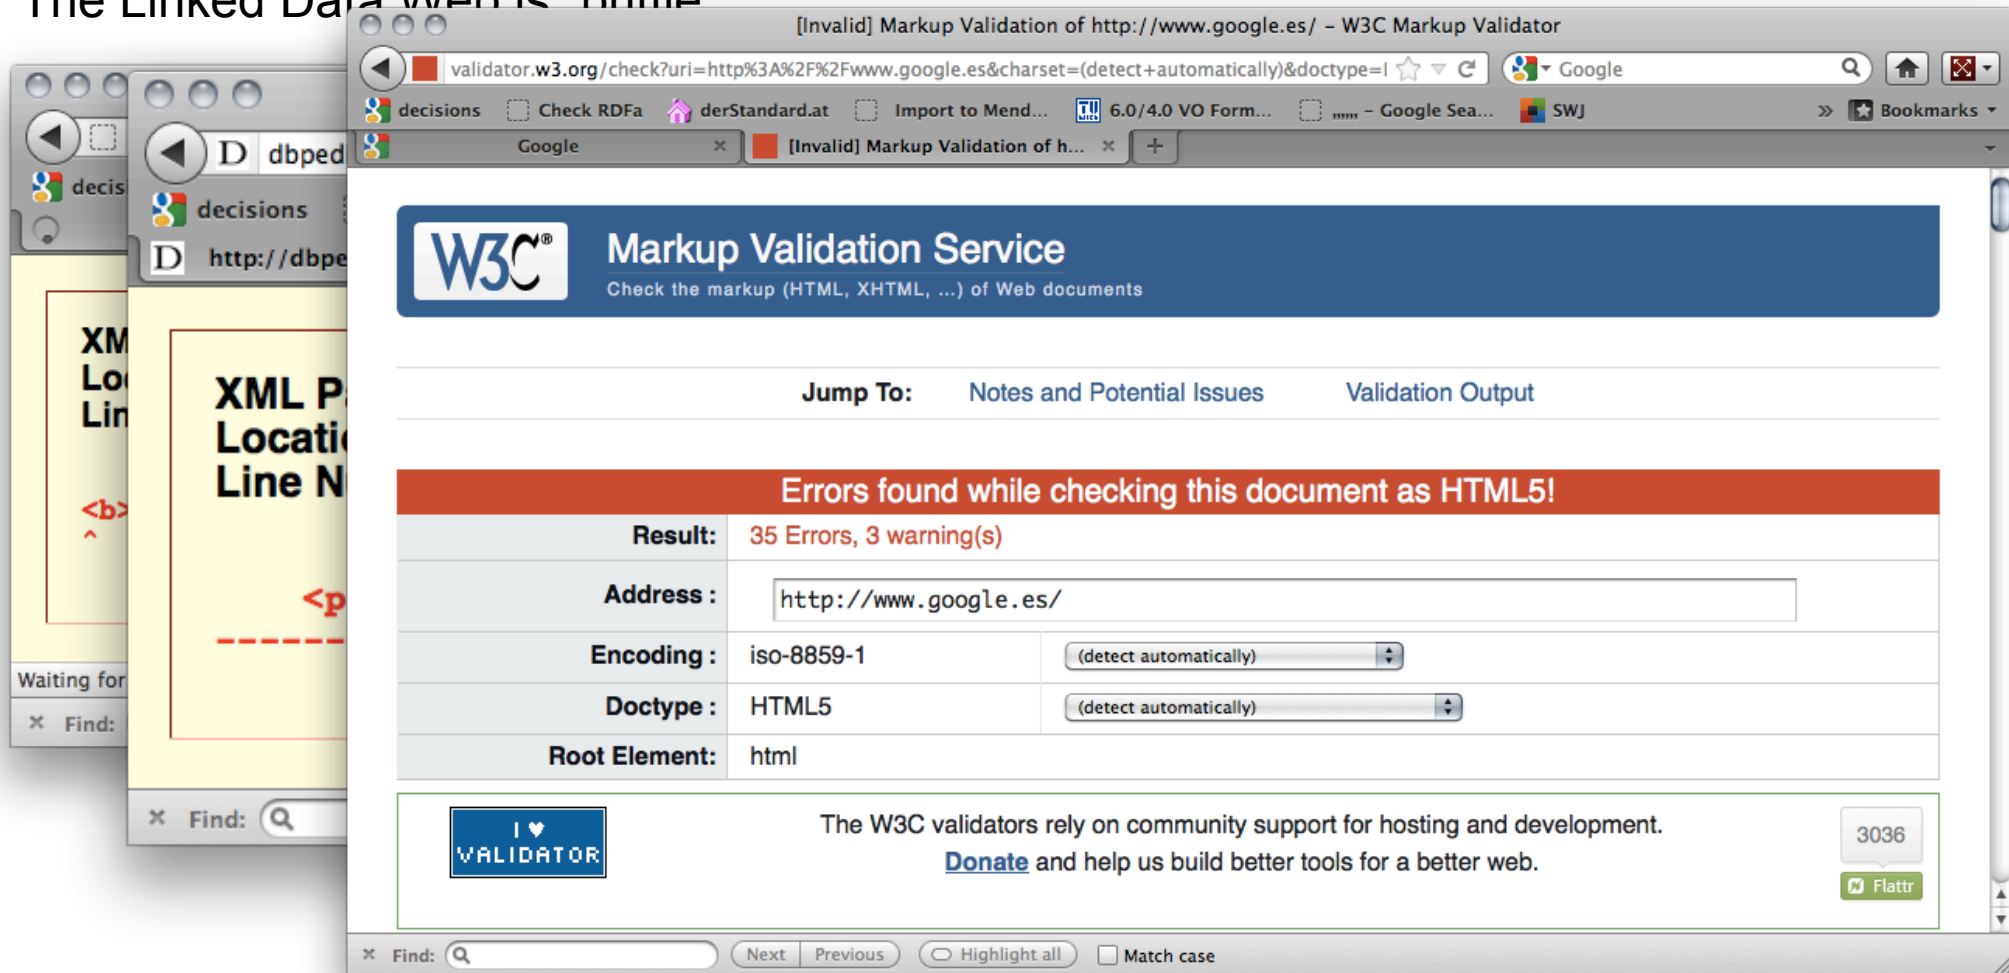 The Linked Data Web is
[Invalid] Markup Validation of http://www.google.es/ – W3C Markup Validator
validator.w3.org/check?uri=http%3A%2F%2Fwww.google.es&charset=(detect+automatically)&doctype=I
Google
decisions
Check RDFa
derStandard.at
Import to Mend...
6.0/4.0 VO Form...
,,,,,, – Google Sea...
SWJ
» Bookmarks
Google ×
[Invalid] Markup Validation of h... × +
W3C®
Markup Validation Service
Check the markup (HTML, XHTML, ...) of Web documents
Jump To: Notes and Potential Issues Validation Output
Errors found while checking this document as HTML5!
Result: 35 Errors, 3 warning(s)
Address : http://www.google.es/
Encoding : iso-8859-1 (detect automatically)
Doctype : HTML5 (detect automatically)
Root Element: html
I ♥
VALIDATOR
The W3C validators rely on community support for hosting and development.
Donate and help us build better tools for a better web.
3036
Flattr
× Find: Next Previous Highlight all Match case
D dbped
decisions
D http://dbpe
XML P
Locati
Line N
<p
-------
× Find:
decis
XM
Lo
Lin
<b>
^
Waiting for
× Find: